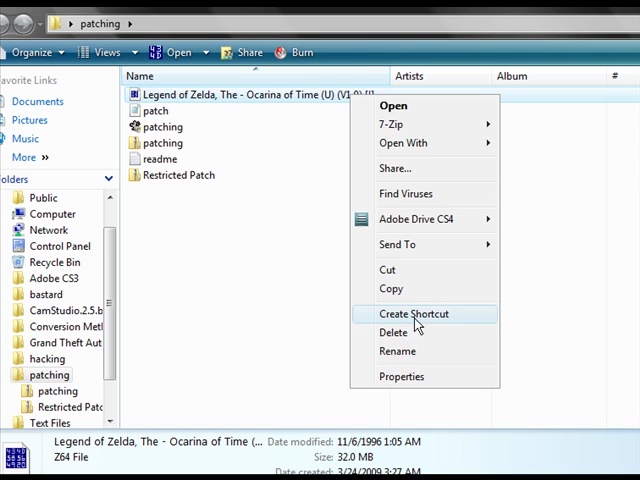 patching
Organize
Views
Open
Share
Burn
avorite Links
Documents
Pictures
Music
More »
olders
Public
Computer
Network
Recycle Bin
Control Panel
Recycle Bin
Adobe CS3
bastard
CamStudio.2.5.b
Conversion Metl
Grand Theft Aut
hacking
patching
patching
Restricted Patc
Text Files
Name
Artists
Album
#
Legend of Zelda, The - Ocarina of Time (U) (V1.0) [!]
patch
patching
patching
readme
Restricted Patch
Open
7-Zip
Open With
Share...
Find Viruses
Adobe Drive CS4
Send To
Cut
Copy
Create Shortcut
Delete
Rename
Properties
Legend of Zelda, The - Ocarina of Time (... Date modified: 11/6/1996 1:05 AM
Z64 File
Size: 32.0 MB
Date created: 3/24/2009 3:27 AM